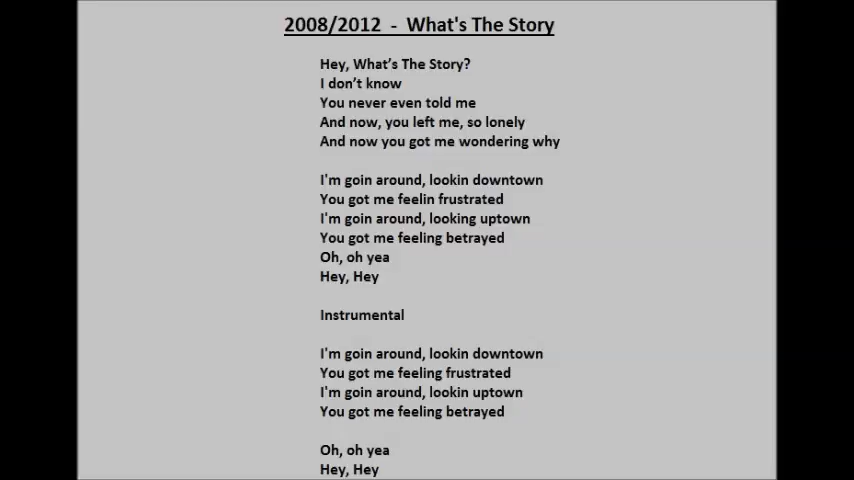 2008/2012 - What's The Story
Hey, What's The Story?
I don't know
You never even told me
And now, you left me, so lonely
And now you got me wondering why
I'm goin around, lookin downtown
You got me feelin frustrated
I'm goin around, looking uptown
You got me feeling betrayed
Oh, oh yea
Hey, Hey
Instrumental
I'm goin around, lookin downtown
You got me feeling frustrated
I'm goin around, lookin uptown
You got me feeling betrayed
Oh, oh yea
Hey, Hey